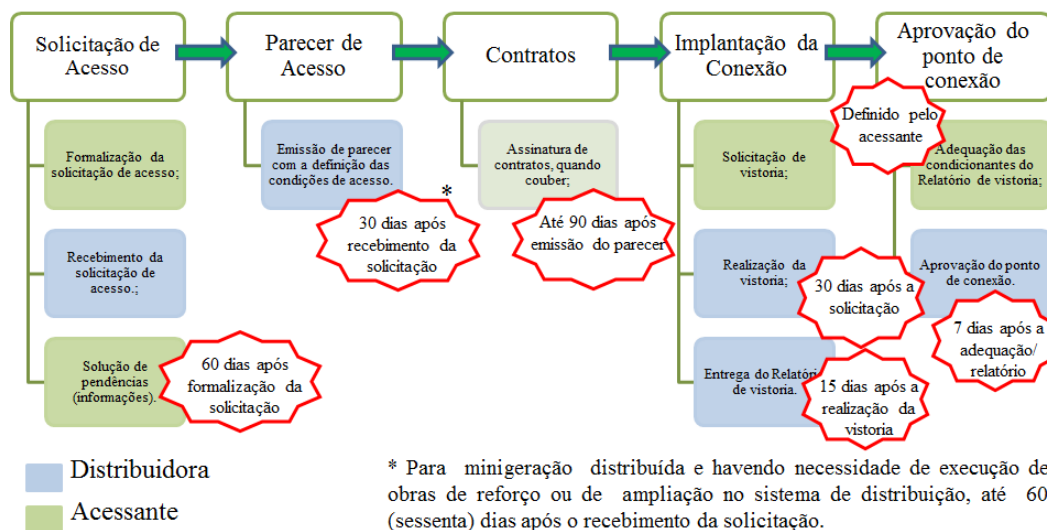 Solicitação de
Acesso
Parecer de
Acesso
Contratos
Implantação da
Conexão
Aprovação do
ponto de
conexão
Formalização da
solicitação de acesso;
Recebimento da
solicitação de
acesso.;
Solução de
pendências
(informações).
60 dias após
formalização da
solicitação
Emissão de parecer
com a definição das
condições de acesso.
*
30 dias após
recebimento da
solicitação
Assinatura de
contratos, quando
couber;
Até 90 dias após
emissão do parecer
Solicitação de
vistoria;
Realização da
vistoria;
30 dias após a
solicitação
Entrega do Relatório
de vistoria.
15 dias após a
realização da
vistoria
Definido pelo
acessante
Adequação das
condicionantes do
Relatório de vistoria;
Aprovação do ponto
de conexão.
7 dias após a
adequação/
relatório
Distribuidora
Acessante
* Para minigeração distribuída e havendo necessidade de execução de
obras de reforço ou de ampliação no sistema de distribuição, até 60
(sessenta) dias após o recebimento da solicitação.